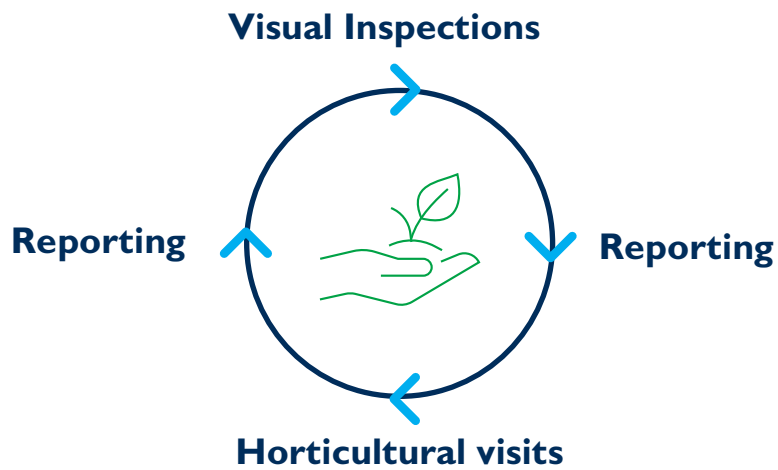 Visual Inspections
Reporting
Reporting
Horticultural visits